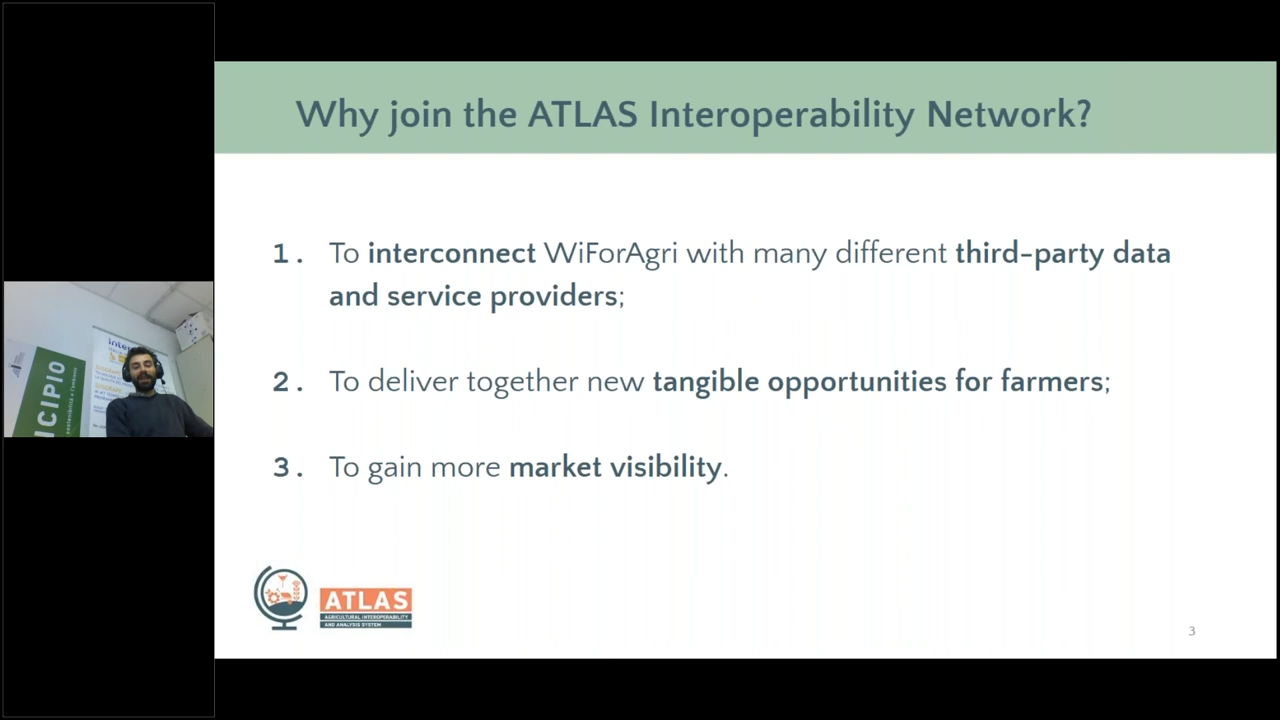 Why join the ATLAS Interoperability Network?
1. To interconnect WiForAgri with many different third-party data
and service providers;
2. To deliver together new tangible opportunities for farmers;
3. To gain more market visibility.
ATLAS
AGRICULTURAL INTEROPERABILITY
AND ANALYSIS SYSTEM
3
ICIPIO